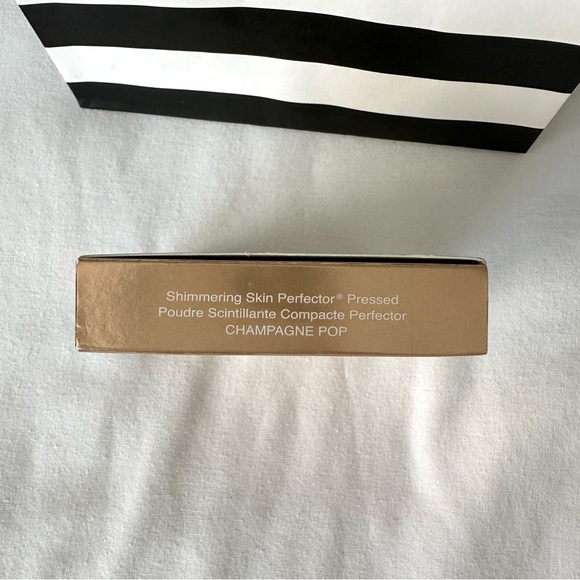 Shimmering Skin Perfector® Pressed
Poudre Scintillante Compacte Perfector
CHAMPAGNE POP